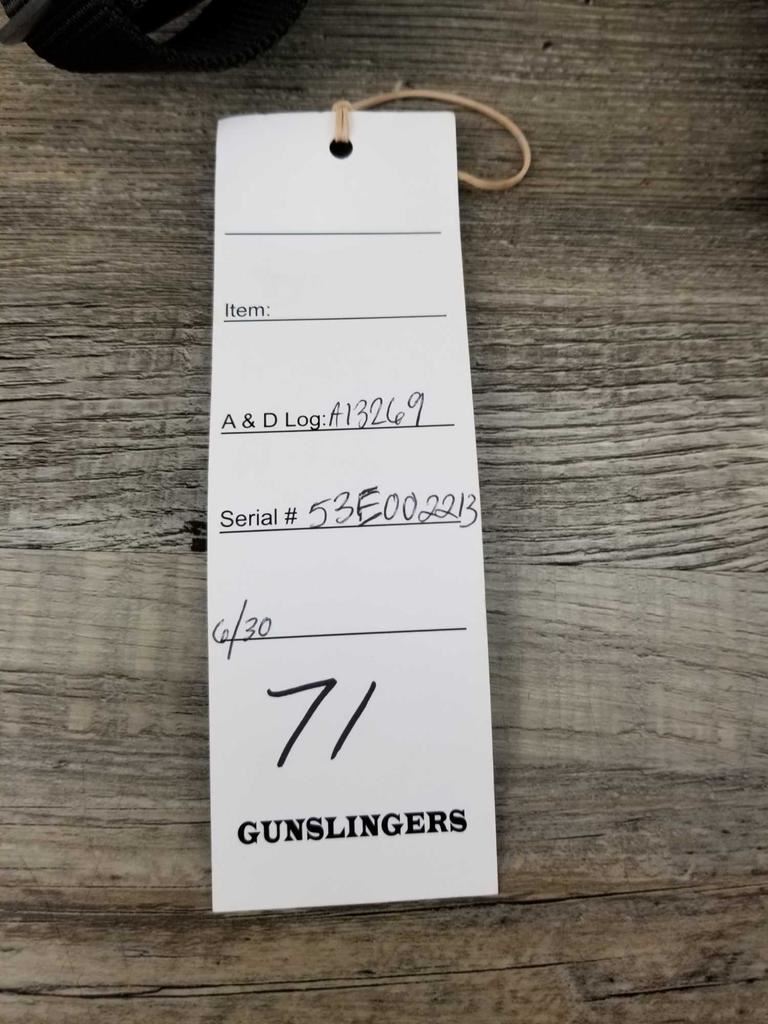 Item:
A & D Log: A13269
Serial # 53E002213
6/30
71
GUNSLINGERS